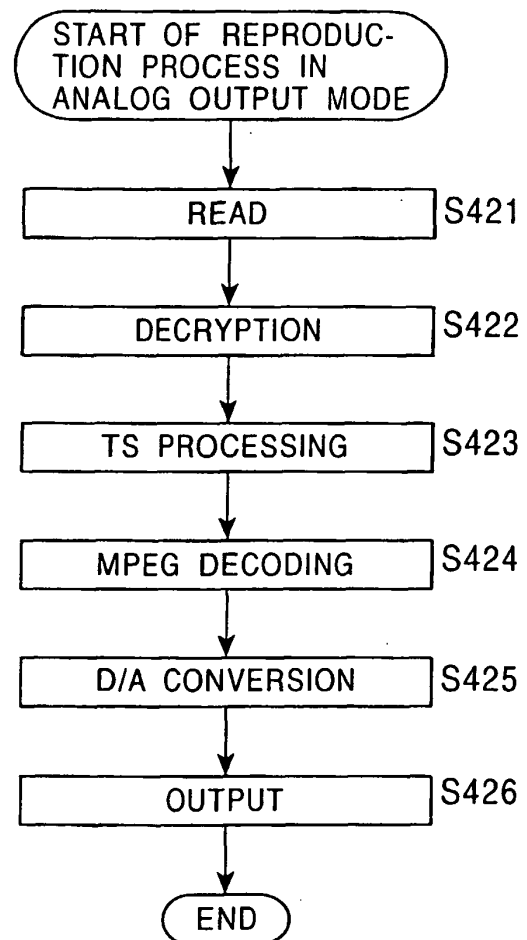 START OF REPRODUC-
TION PROCESS IN
ANALOG OUTPUT MODE
READ S421
DECRYPTION S422
TS PROCESSING S423
MPEG DECODING S424
D/A CONVERSION S425
OUTPUT S426
END